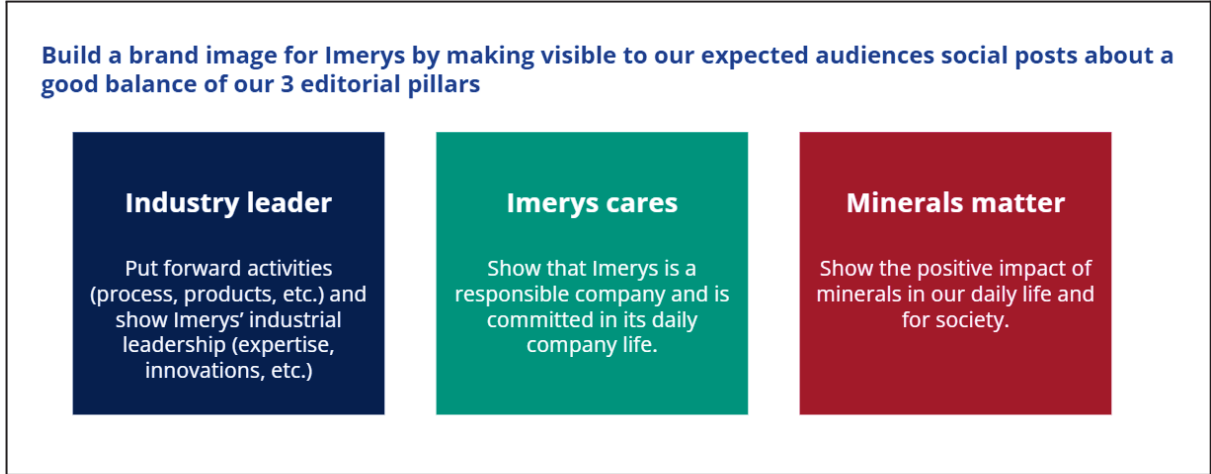 Build a brand image for Imerys by making visible to our expected audiences social posts about a
good balance of our 3 editorial pillars
Industry leader
Put forward activities
(process, products, etc.) and
show Imerys’ industrial
leadership (expertise,
innovations, etc.)
Imerys cares
Show that Imerys is a
responsible company and is
committed in its daily
company life.
Minerals matter
Show the positive impact of
minerals in our daily life and
for society.